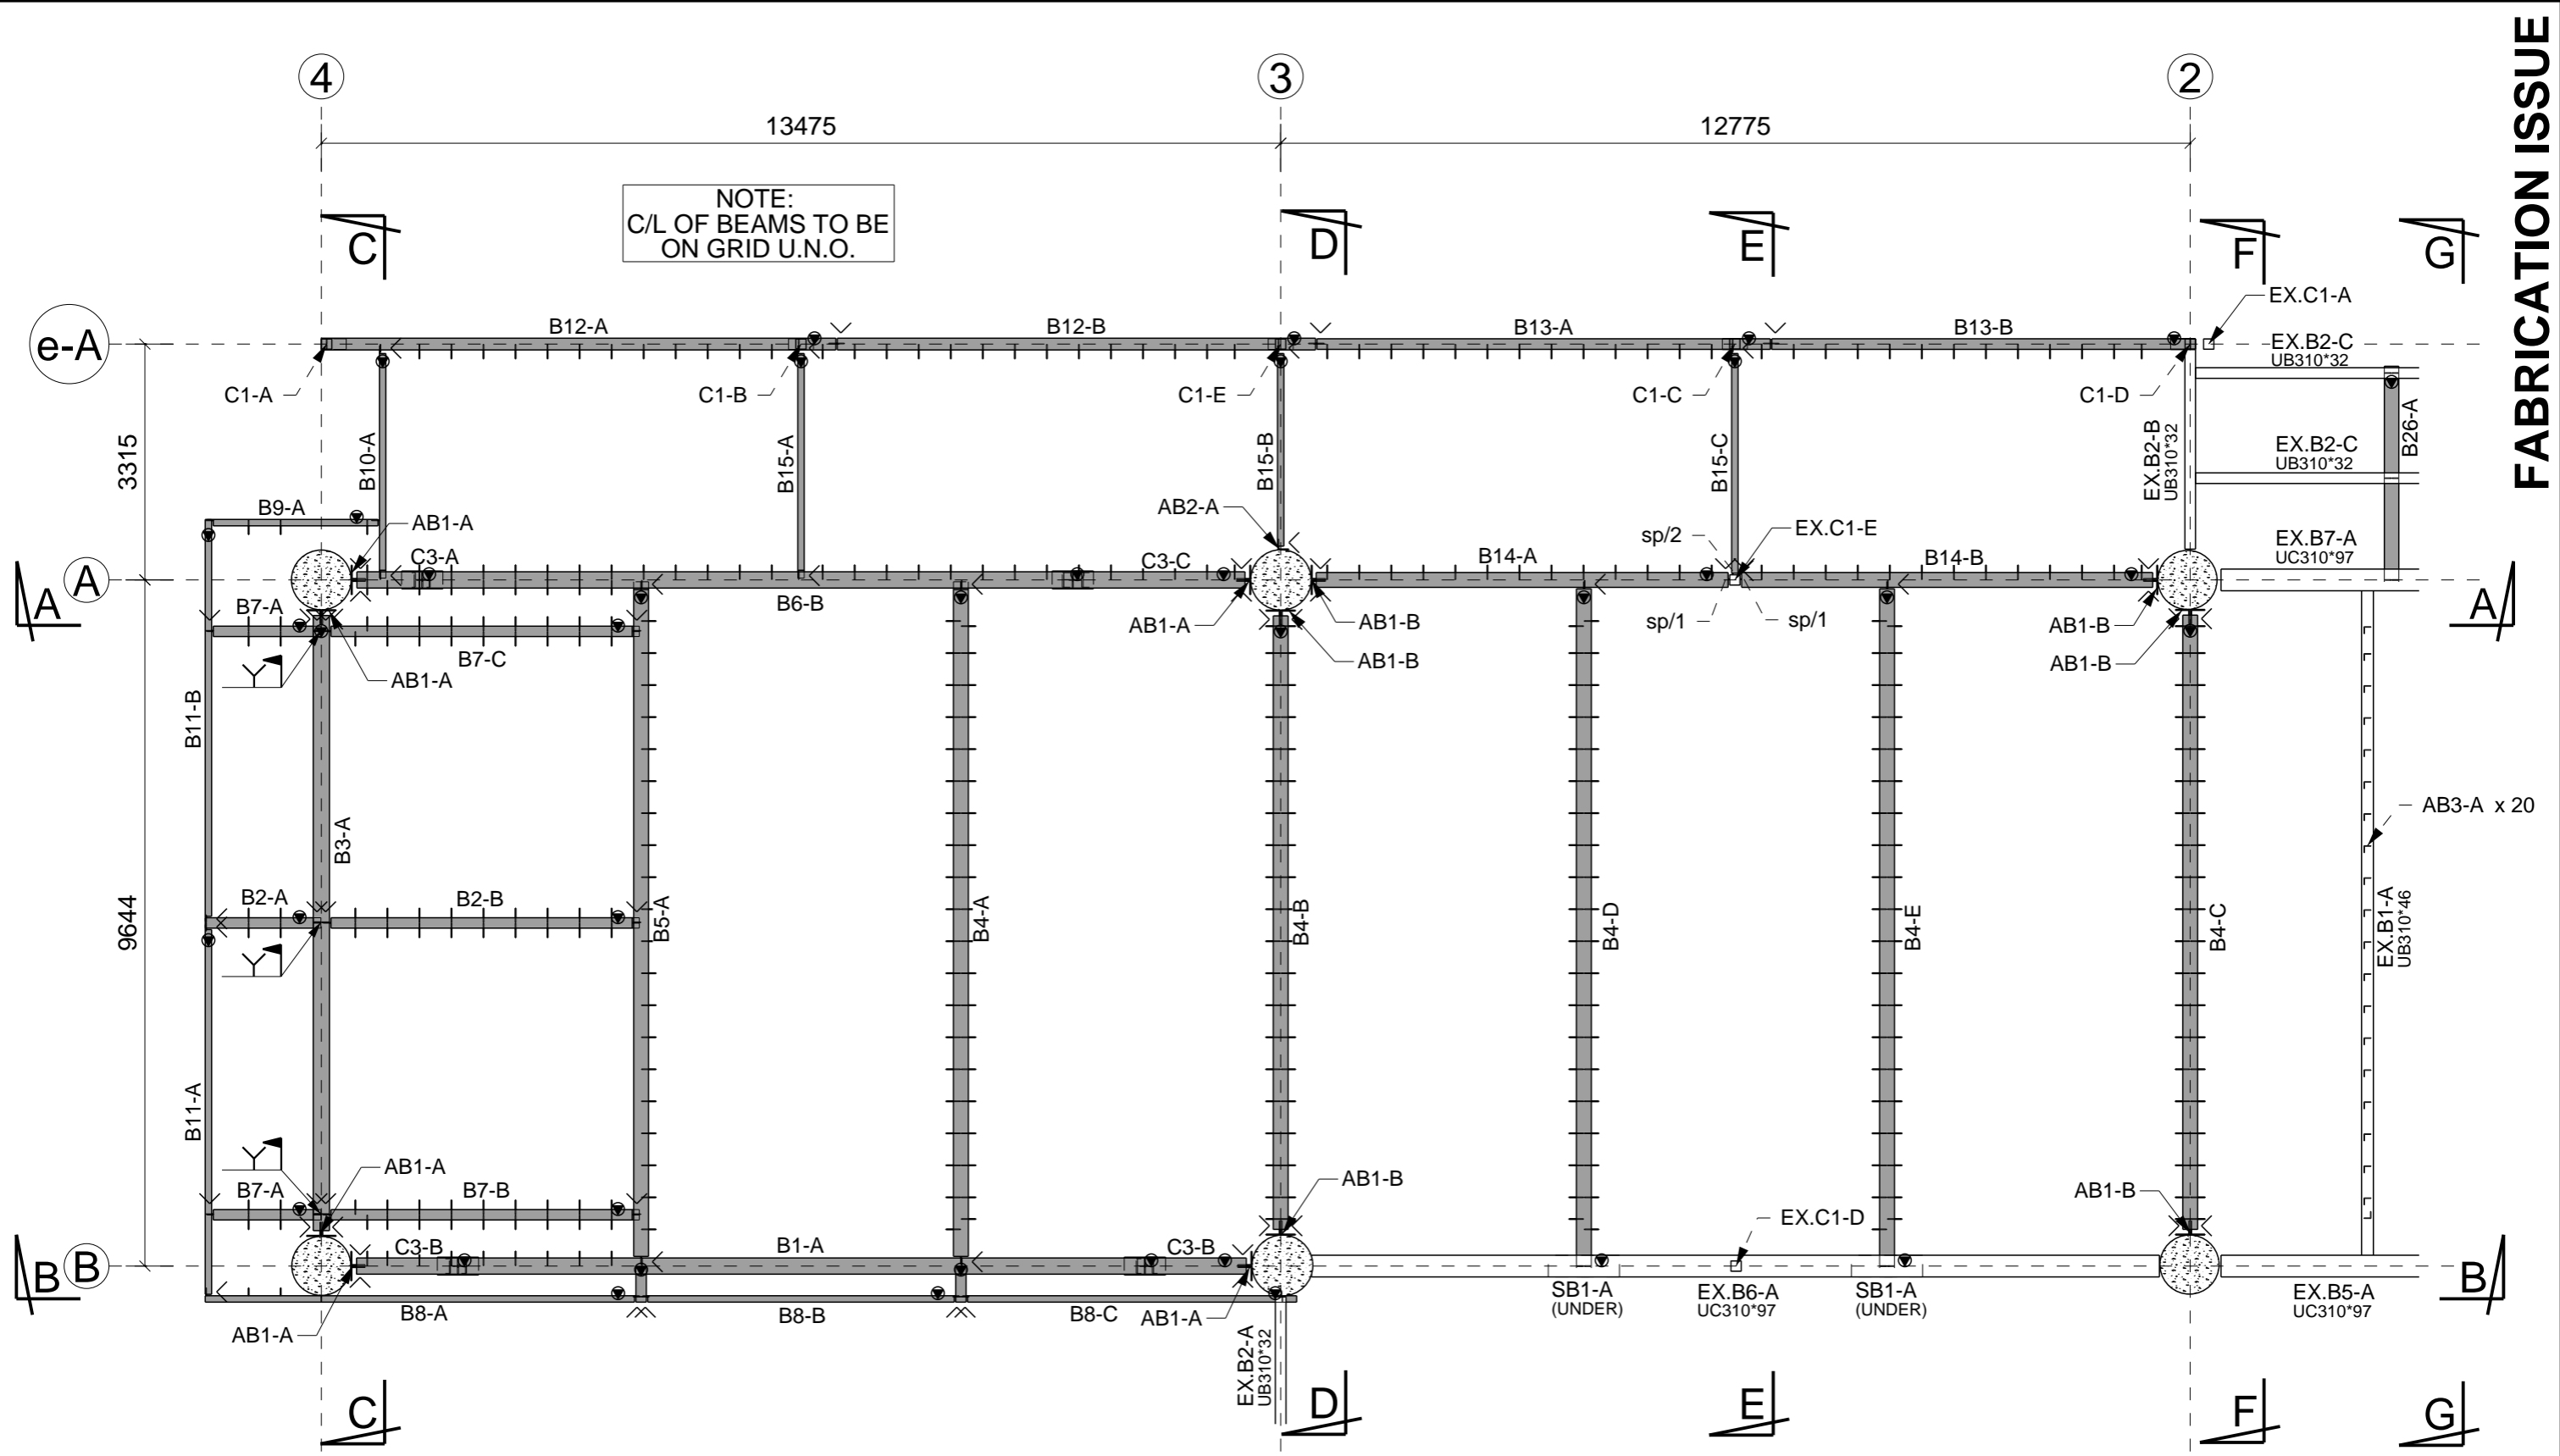 FABRICATION ISSUE
4
3
2
13475
12775
NOTE:
C/L OF BEAMS TO BE
ON GRID U.N.O.
C
D
E
F
G
EX.C1-A
e-A
B12-A
B12-B
B13-A
B13-B
EX.B2-C
UB310*32
C1-A
C1-B
C1-E
C1-C
C1-D
3315
B10-A
B15-A
B15-B
B15-C
EX.B2-B
UB310*32
EX.B2-C
UB310*32
B26-A
B9-A
AB1-A
AB2-A
sp/2
EX.C1-E
EX.B7-A
UC310*97
A
A
C3-A
C3-C
B14-A
B14-B
A
B7-A
B6-B
AB1-A
AB1-B
sp/1
sp/1
AB1-B
B7-C
AB1-B
AB1-B
Y
AB1-A
B11-B
B3-A
AB3-A x 20
9644
B2-A
B2-B
B5-A
B4-A
B4-B
B4-D
B4-E
B4-C
EX.B1-A
UB310*46
Y
B11-A
Y
AB1-A
AB1-B
AB1-B
B7-A
B7-B
EX.C1-D
B
B
C3-B
B1-A
C3-B
B
SB1-A
(UNDER)
EX.B6-A
UC310*97
SB1-A
(UNDER)
EX.B5-A
UC310*97
B8-A
B8-B
B8-C
AB1-A
AB1-A
EX.B2-A
UB310*32
C
D
E
F
G